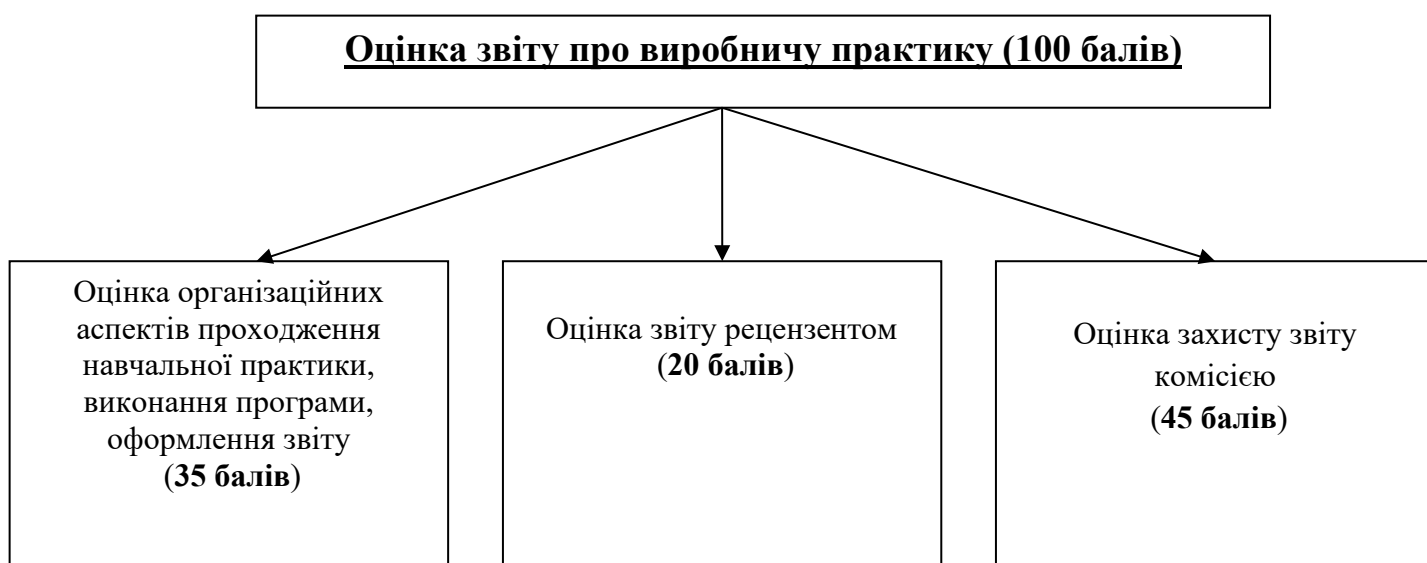 Оцінка звіту про виробничу практику (100 балів)
Оцінка організаційних
аспектів проходження
навчальної практики,
виконання програми,
оформлення звіту
(35 балів)
Оцінка звіту рецензентом
(20 балів)
Оцінка захисту звіту
комісією
(45 балів)